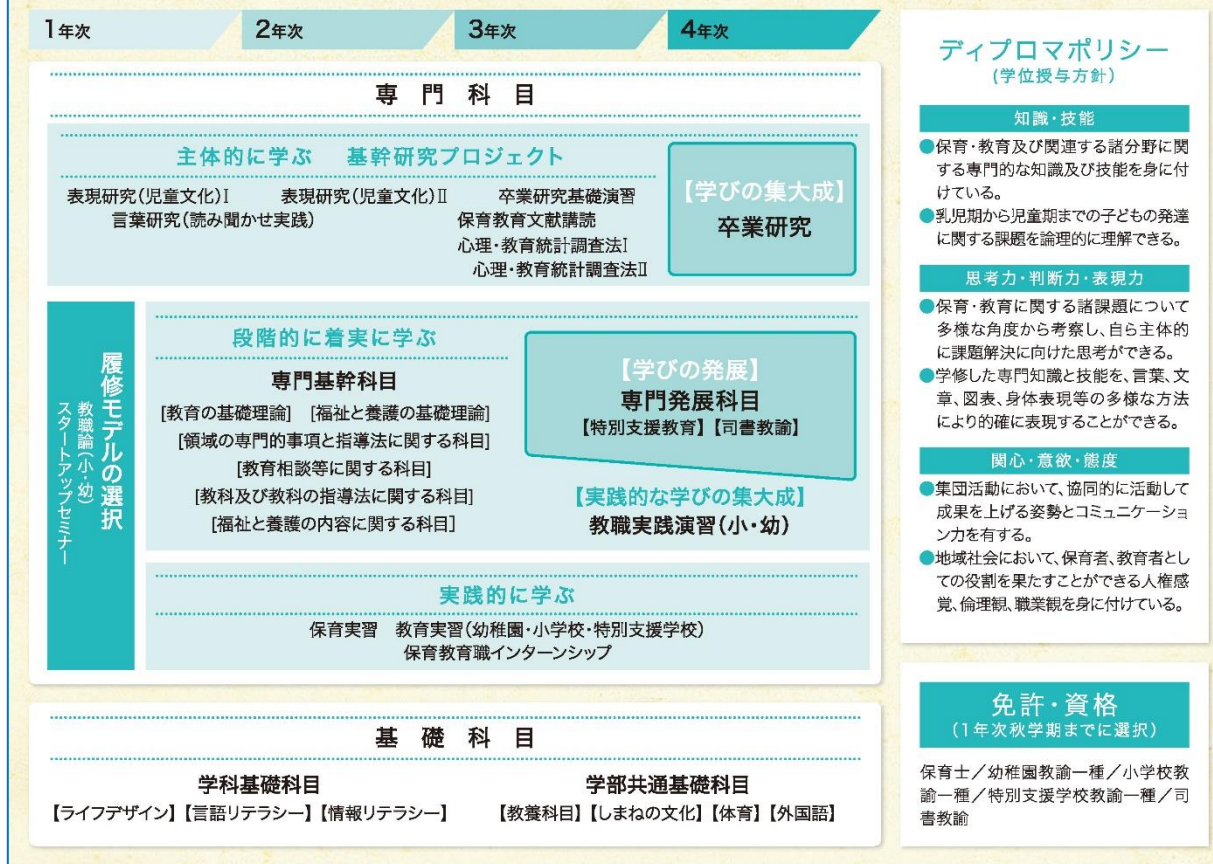 1年次 2年次 3年次 4年次
専門科目
主体的に学ぶ 基幹研究プロジェクト
表現研究(児童文化)Ⅰ 表現研究(児童文化)Ⅱ 卒業研究基礎演習
言葉研究(読み聞かせ実践) 保育教育文献講読
心理・教育統計調査法Ⅰ
心理・教育統計調査法Ⅱ
【学びの集大成】
卒業研究
履修モデルの選択
教職論(小・幼)
スタートアップセミナー
段階的に着実に学ぶ
専門基幹科目
[教育の基礎理論] [福祉と養護の基礎理論]
[領域の専門的事項と指導法に関する科目]
[教育相談等に関する科目]
[教科及び教科の指導法に関する科目]
[福祉と養護の内容に関する科目]
【学びの発展】
専門発展科目
【特別支援教育】【司書教諭】
【実践的な学びの集大成】
教職実践演習(小・幼)
実践的に学ぶ
保育実習 教育実習(幼稚園・小学校・特別支援学校)
保育教育職インターンシップ
基礎科目
学科基礎科目
【ライフデザイン】【言語リテラシー】【情報リテラシー】
学部共通基礎科目
【教養科目】【しまねの文化】【体育】【外国語】
ディプロマポリシー
(学位授与方針)
知識・技能
●保育・教育及び関連する諸分野に関
する専門的な知識及び技能を身に付
けている。
●乳児期から児童期までの子どもの発達
に関する課題を論理的に理解できる。
思考力・判断力・表現力
●保育・教育に関する諸課題について
多様な角度から考察し、自ら主体的
に課題解決に向けた思考ができる。
●学修した専門知識と技能を、言葉、文
章、図表、身体表現等の多様な方法
により的確に表現することができる。
関心・意欲・態度
●集団活動において、協同的に活動して
成果を上げる姿勢とコミュニケーショ
ン力を有する。
●地域社会において、保育者、教育者とし
ての役割を果たすことができる人権感
覚、倫理観、職業観を身に付けている。
免許・資格
(1年次秋学期までに選択)
保育士/幼稚園教諭一種/小学校教
諭一種/特別支援学校教諭一種/司
書教諭